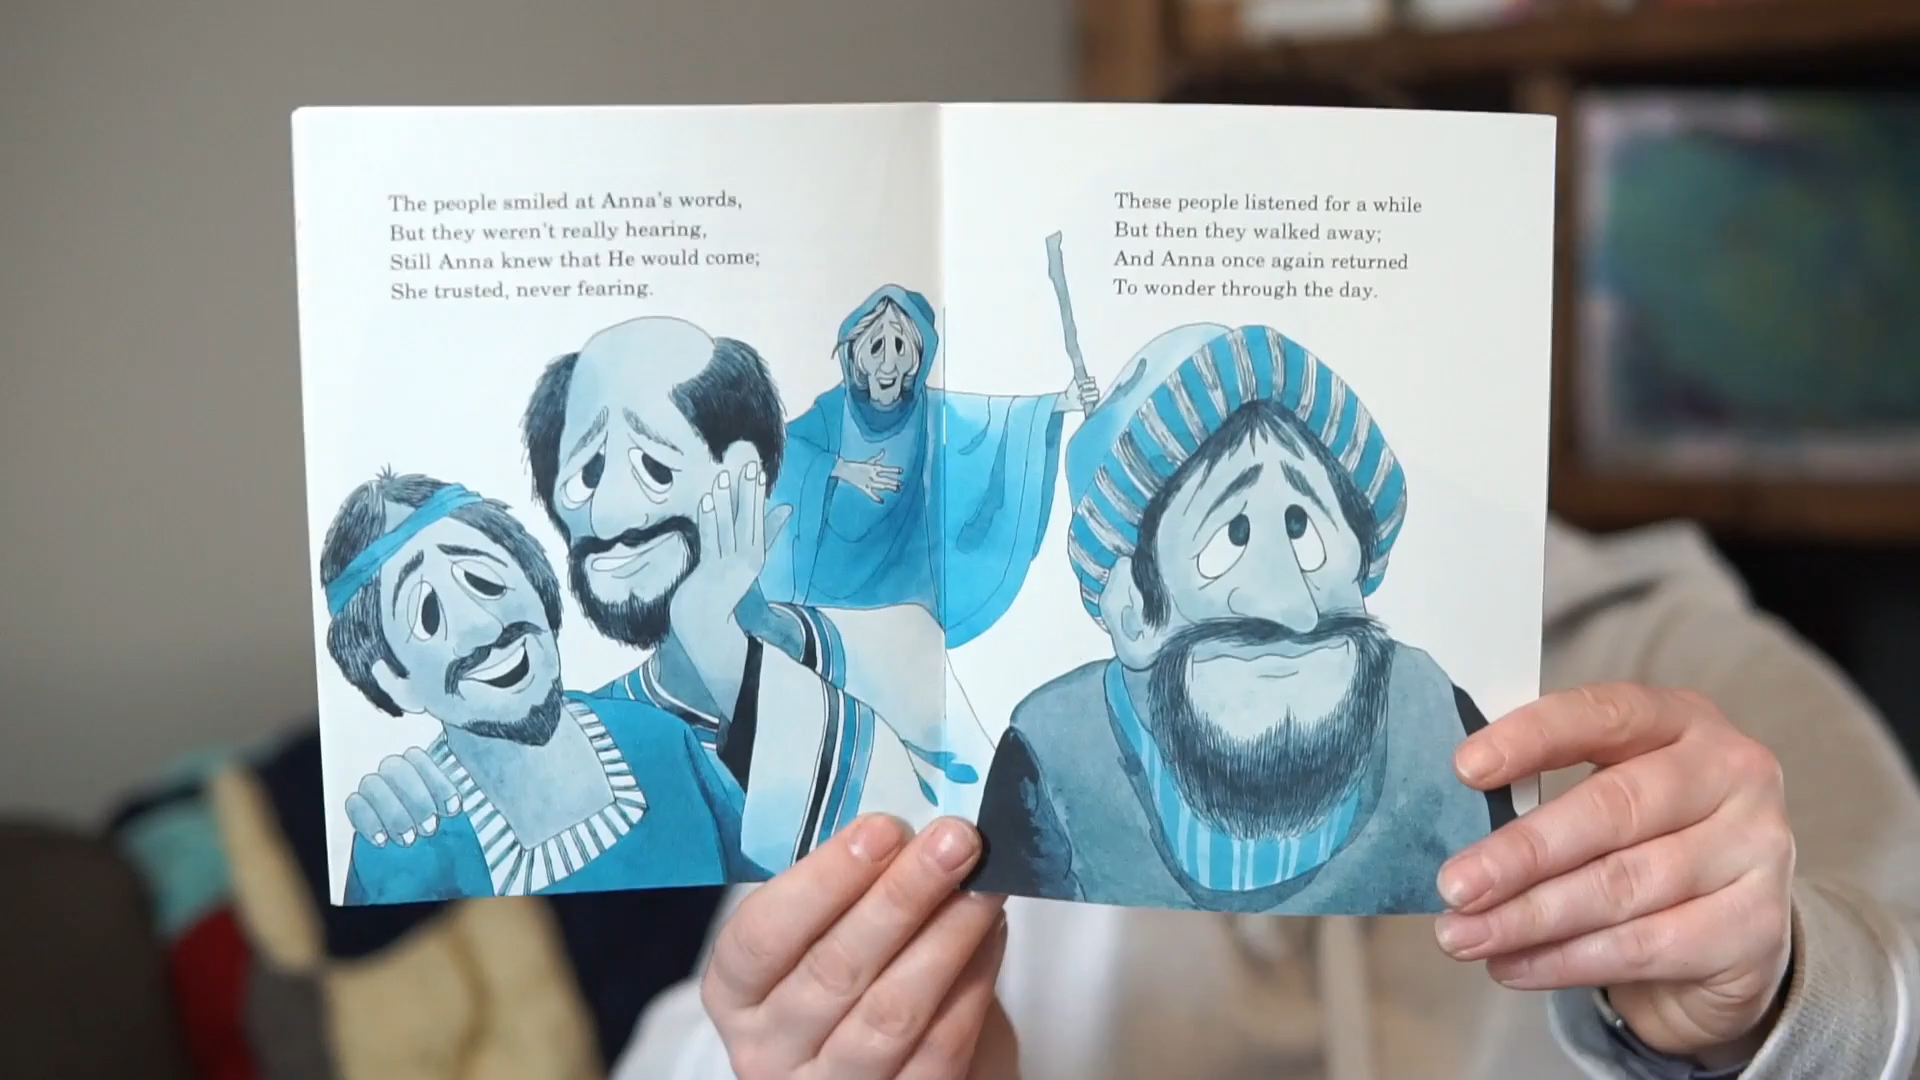 The people smiled at Anna's words,
But they weren't really hearing,
Still Anna knew that He would come;
She trusted, never fearing.
These people listened for a while
But then they walked away;
And Anna once again returned
To wonder through the day.